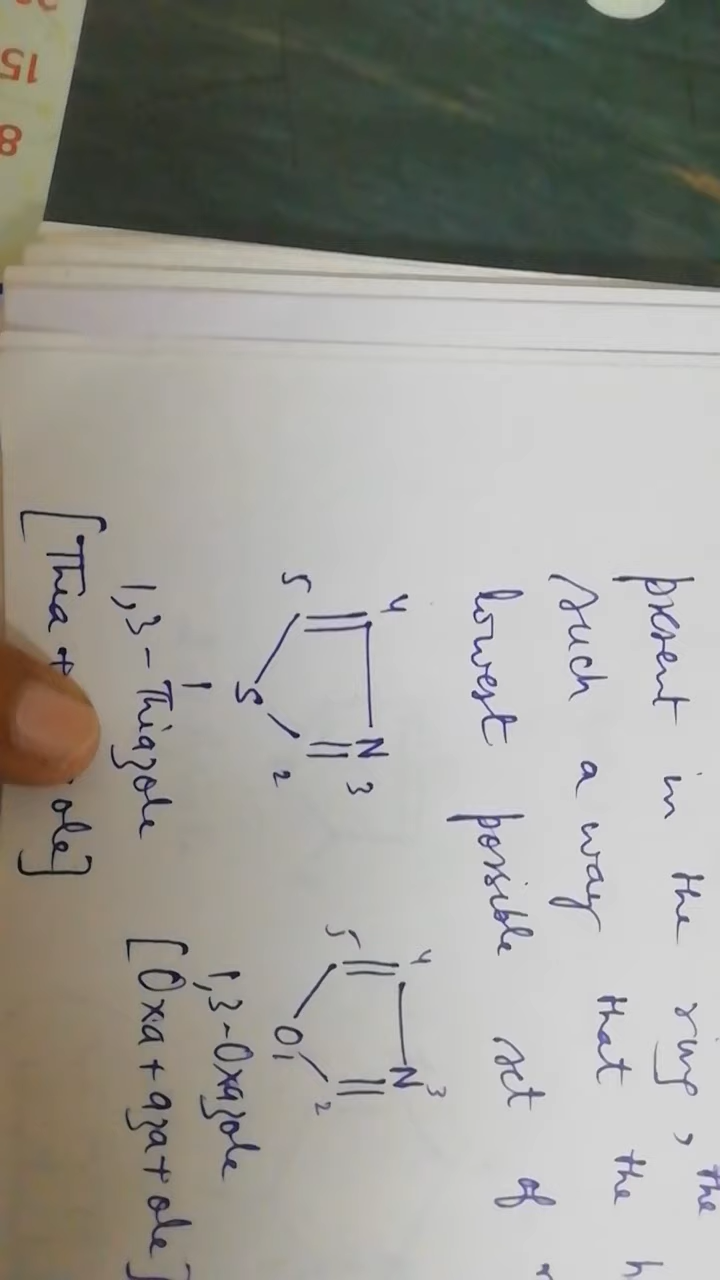 present in the ring, the
such a way that the h
lowest possible set of
5 4
S N
1 2 3
1,3-Thiazole
[Thia + ole]
5 4
O N
1 2 3
1,3-Oxazole
[Oxa + aza + ole]
15
8